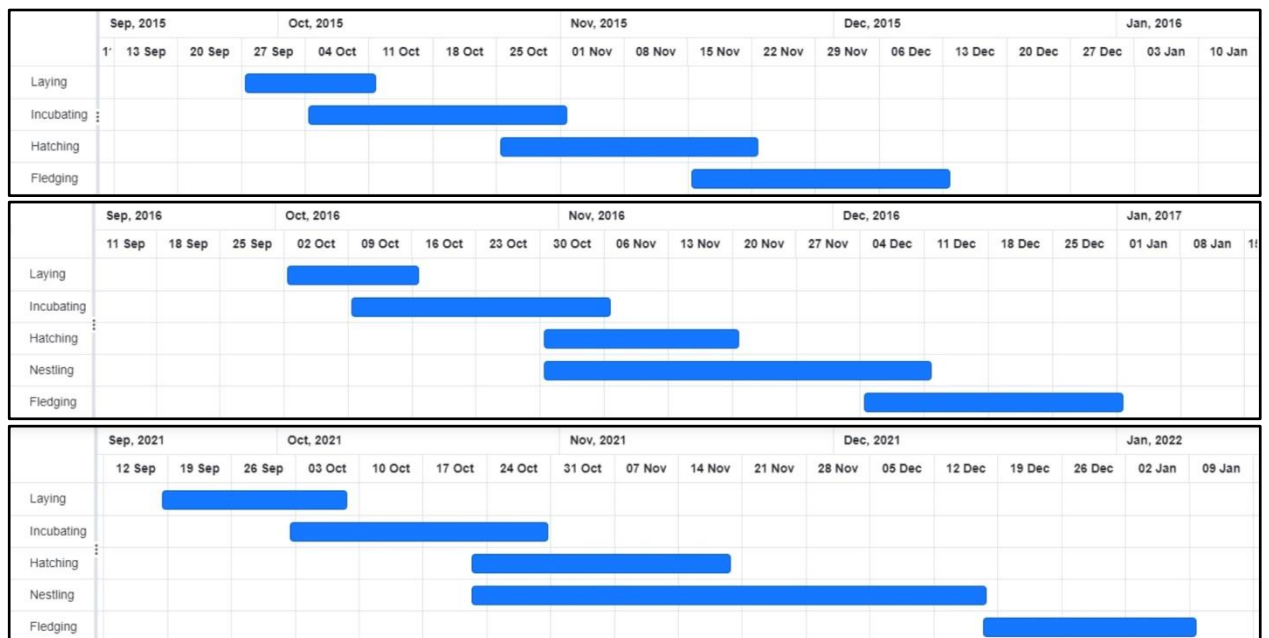 Sep, 2015 Oct, 2015 Nov, 2015 Dec, 2015 Jan, 2016
13 Sep 20 Sep 27 Sep 04 Oct 11 Oct 18 Oct 25 Oct 01 Nov 08 Nov 15 Nov 22 Nov 29 Nov 06 Dec 13 Dec 20 Dec 27 Dec 03 Jan 10 Jan
Laying
Incubating
Hatching
Fledging
Sep, 2016 Oct, 2016 Nov, 2016 Dec, 2016 Jan, 2017
11 Sep 18 Sep 25 Sep 02 Oct 09 Oct 16 Oct 23 Oct 30 Oct 06 Nov 13 Nov 20 Nov 27 Nov 04 Dec 11 Dec 18 Dec 25 Dec 01 Jan 08 Jan
Laying
Incubating
Hatching
Nestling
Fledging
Sep, 2021 Oct, 2021 Nov, 2021 Dec, 2021 Jan, 2022
12 Sep 19 Sep 26 Sep 03 Oct 10 Oct 17 Oct 24 Oct 31 Oct 07 Nov 14 Nov 21 Nov 28 Nov 05 Dec 12 Dec 19 Dec 26 Dec 02 Jan 09 Jan
Laying
Incubating
Hatching
Nestling
Fledging